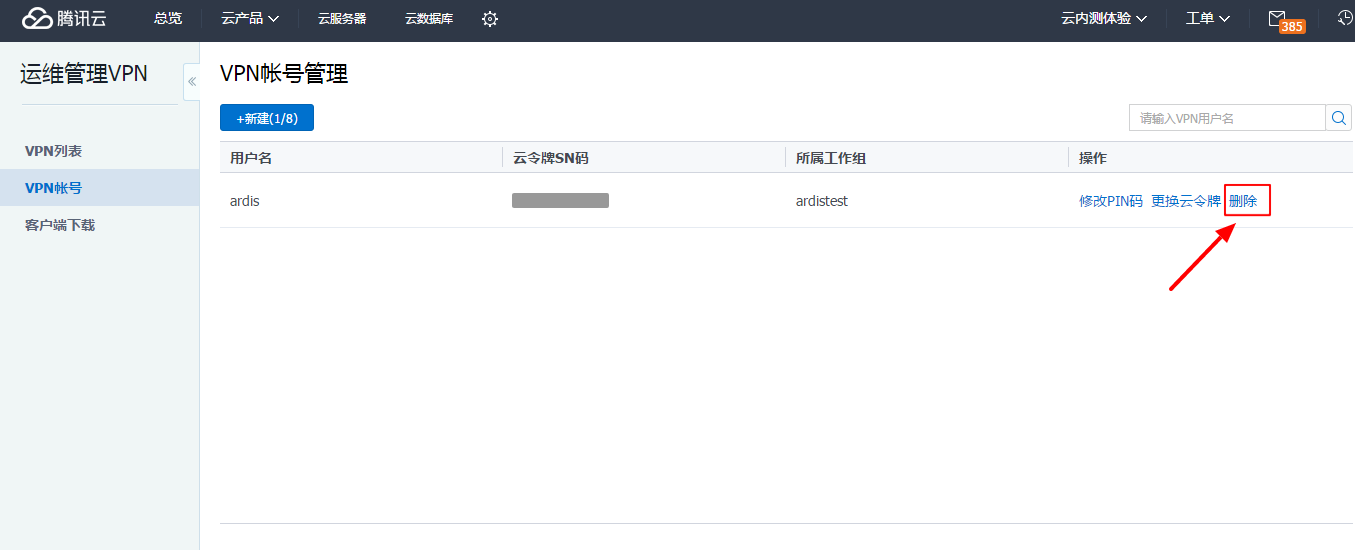 腾讯云 总览 云产品 云服务器 云数据库 云内测体验 工单 385
运维管理VPN
VPN帐号管理
+新建(1/8)
请输入VPN用户名
VPN列表
VPN帐号
客户端下载
用户名 云令牌SN码 所属工作组 操作
ardis ardistest 修改PIN码 更换云令牌 删除